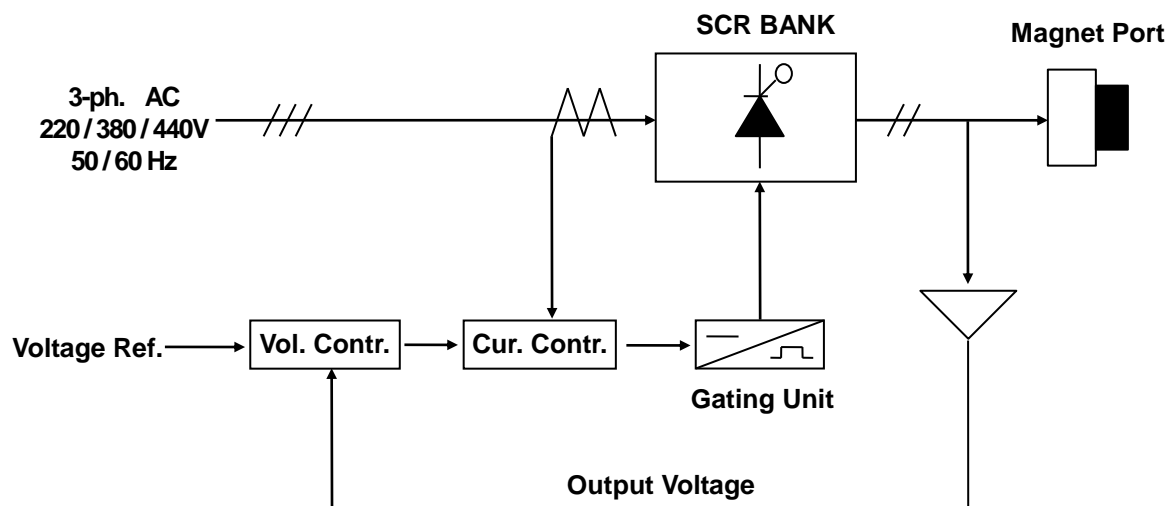 SCR BANK
Magnet Port
3-ph. AC
220 / 380 / 440V
50 / 60 Hz
Voltage Ref.
Vol. Contr.
Cur. Contr.
Gating Unit
Output Voltage